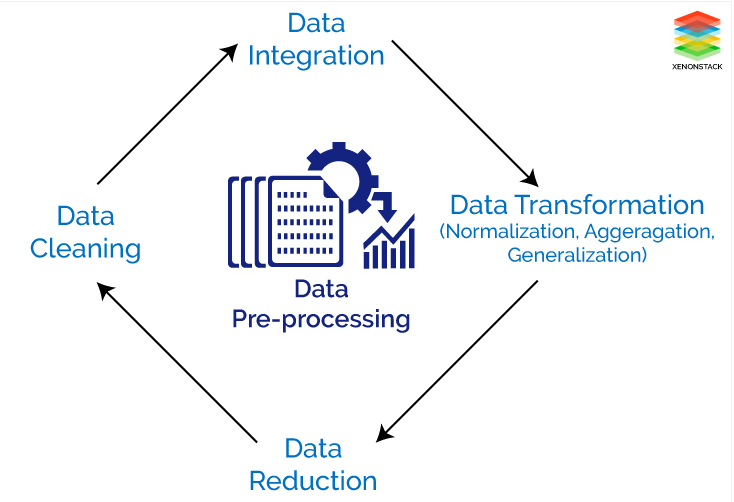 Data
Integration
XENONSTACK
Data Transformation
(Normalization, Aggeragation,
Generalization)
Data
Cleaning
Data
Pre-processing
Data
Reduction